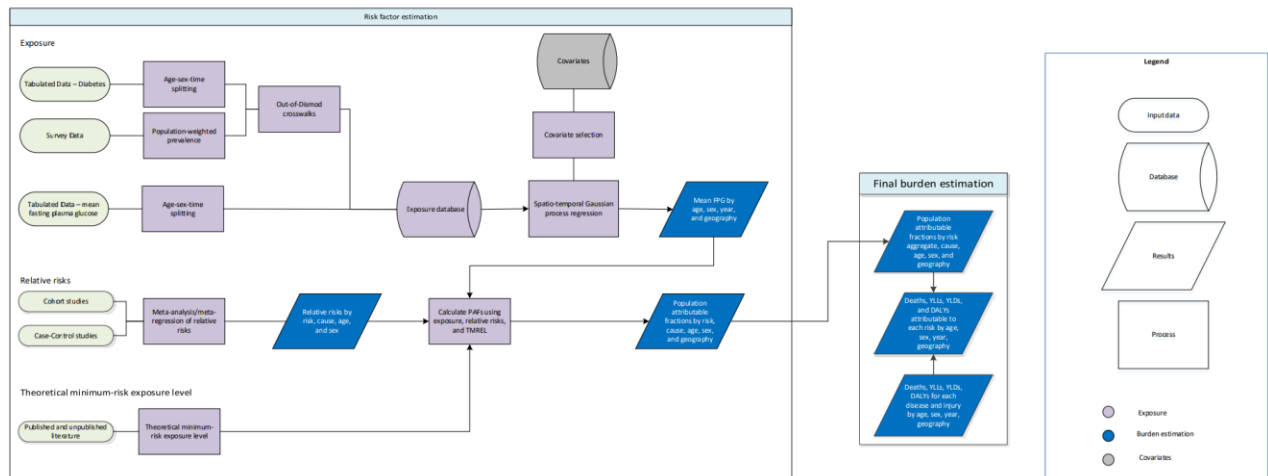 Risk factor estimation
Exposure
Tabulated Data – Diabetes
Age-sex-time
splitting
Survey Data
Population-weighted
prevalence
Out-of-Dismod
crosswalks
Covariates
Covariate selection
Tabulated Data – mean
fasting plasma glucose
Age-sex-time
splitting
Exposure database
Spatio-temporal Gaussian
process regression
Mean FPG by
age, sex, year,
and geography
Relative risks
Cohort studies
Case-Control studies
Meta-analysis/meta-
regression of relative
risks
Relative risks by
risk, cause, age,
and sex
Calculate PAFs using
exposure, relative risks,
and TMREL
Population
attributable
fractions by risk,
cause, age, sex,
and geography
Theoretical minimum-risk exposure level
Published and unpublished
literature
Theoretical minimum-
risk exposure level
Final burden estimation
Population
attributable
fractions by risk
aggregate, cause,
age, sex, and
geography
Deaths, YLLs, YLDs,
and DALYs
attributable to
each risk by age,
sex, year,
geography
Deaths, YLLs, YLDs,
DALYs for each
disease and injury
by age, sex, year,
geography
Legend
Input data
Database
Results
Process
Exposure
Burden estimation
Covariates